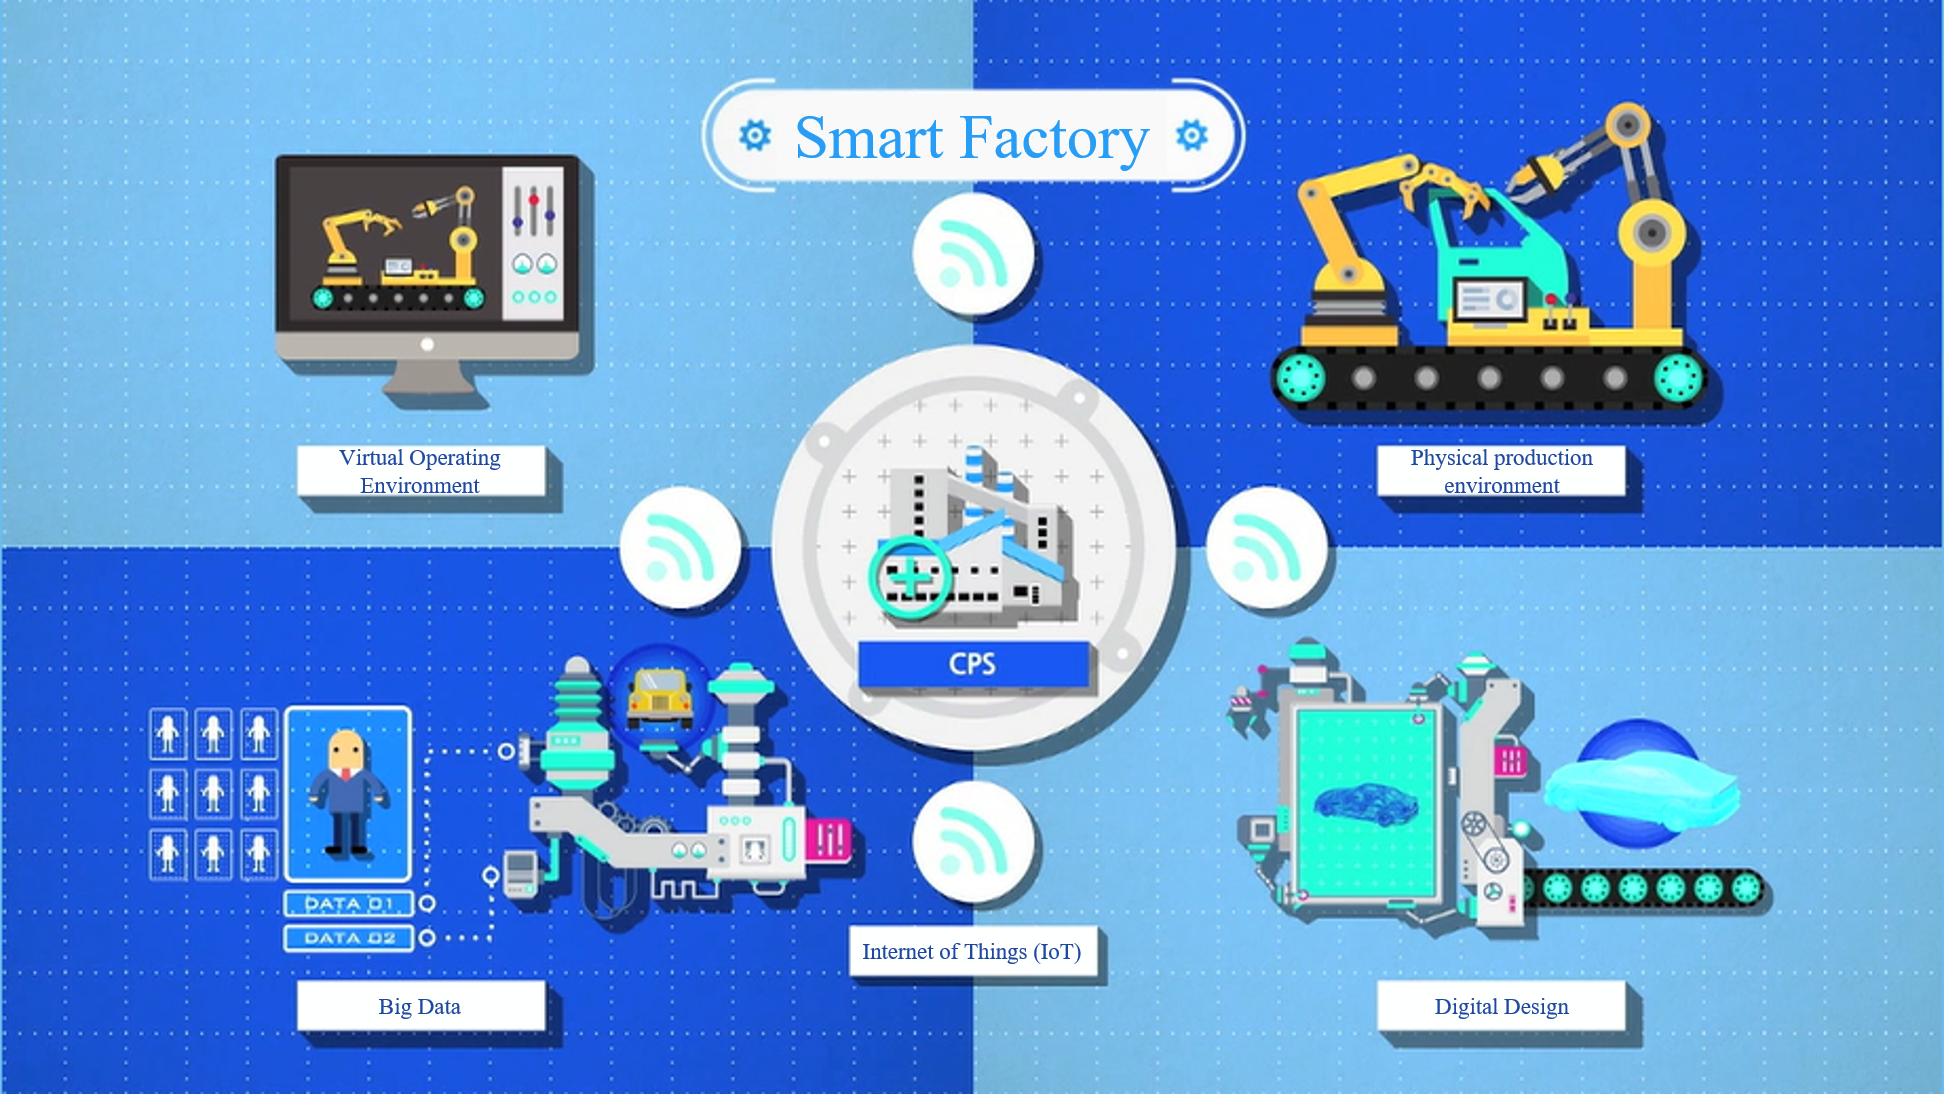 Smart Factory
Virtual Operating
Environment
Physical production
environment
CPS
DATA 01
DATA 02
Internet of Things (IoT)
Big Data
Digital Design